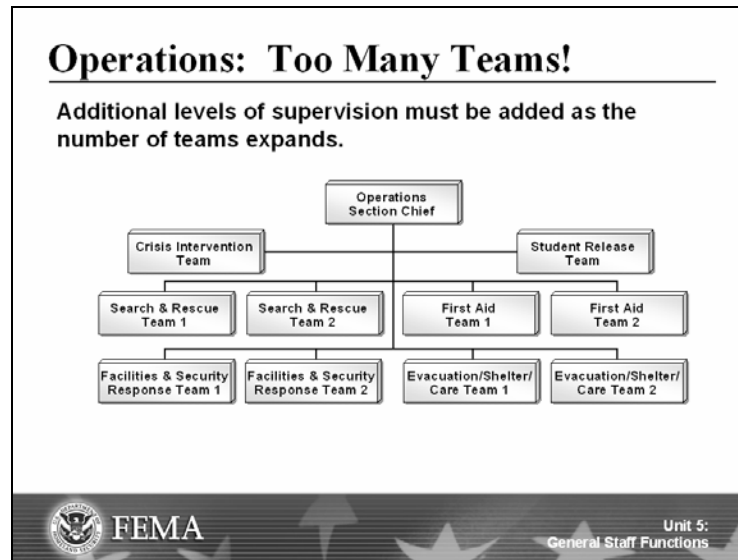 Operations: Too Many Teams!
Additional levels of supervision must be added as the
number of teams expands.
Operations
Section Chief
Crisis Intervention
Team
Student Release
Team
Search & Rescue
Team 1
Search & Rescue
Team 2
First Aid
Team 1
First Aid
Team 2
Facilities & Security
Response Team 1
Facilities & Security
Response Team 2
Evacuation/Shelter/
Care Team 1
Evacuation/Shelter/
Care Team 2
FEMA
Unit 5:
General Staff Functions